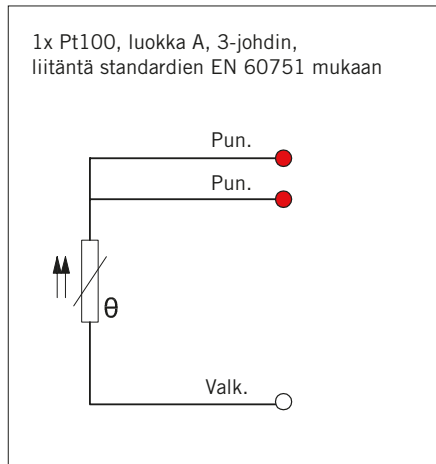 1x Pt100, luokka A, 3-johdin,
liitäntä standardien EN 60751 mukaan
Pun.
Pun.
θ
Valk.